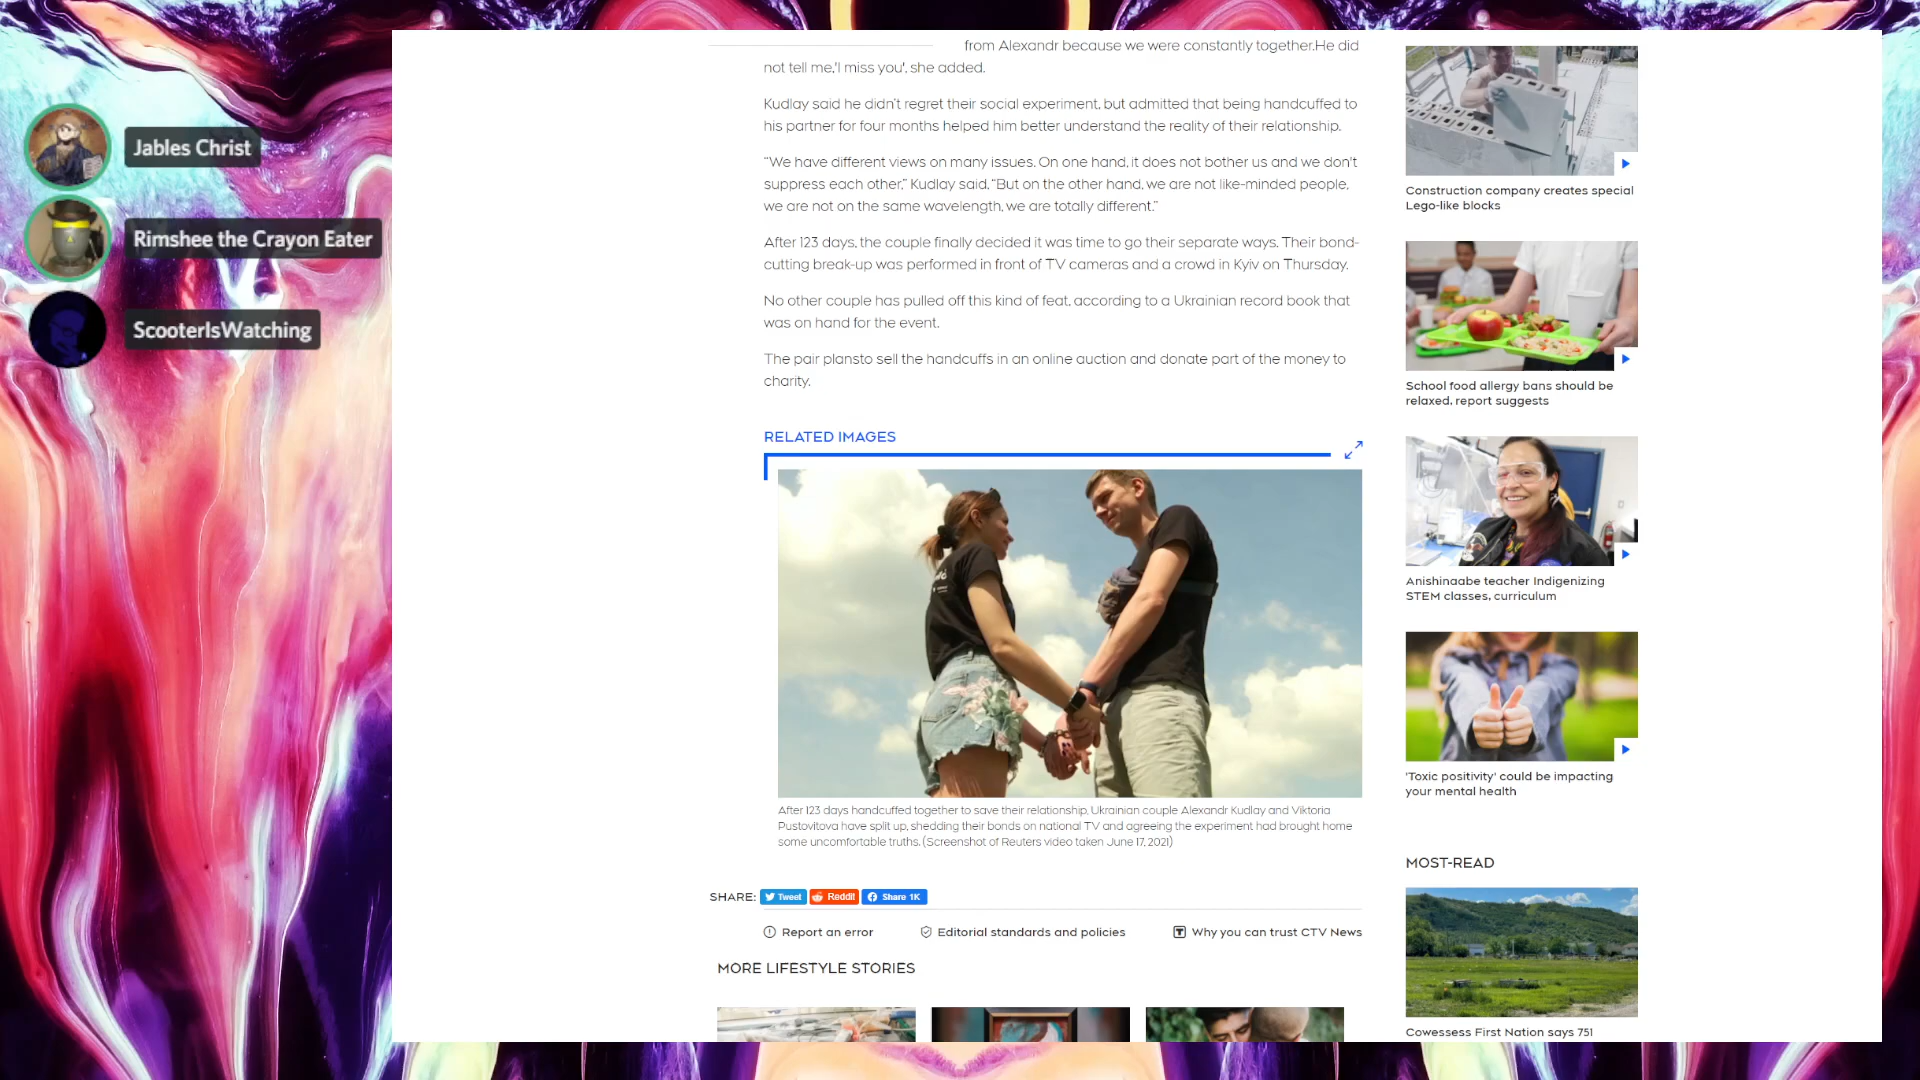 Jables Christ
Rimshee the Crayon Eater
ScooterIsWatching
from Alexandr because we were constantly together.He did
not tell me,'I miss you', she added.
Kudlay said he didn't regret their social experiment, but admitted that being handcuffed to
his partner for four months helped him better understand the reality of their relationship.
"We have different views on many issues. On one hand, it does not bother us and we don't
suppress each other," Kudlay said, "But on the other hand, we are not like-minded people,
we are not on the same wavelength, we are totally different."
After 123 days, the couple finally decided it was time to go their separate ways. Their bond-
cutting break-up was performed in front of TV cameras and a crowd in Kyiv on Thursday.
No other couple has pulled off this kind of feat, according to a Ukrainian record book that
was on hand for the event.
The pair plansto sell the handcuffs in an online auction and donate part of the money to
charity.
RELATED IMAGES
After 123 days handcuffed together to save their relationship, Ukrainian couple Alexandr Kudlay and Viktoria
Pustovitova have split up, shedding their bonds on national TV and agreeing the experiment had brought home
some uncomfortable truths. (Screenshot of Reuters video taken June 17, 2021)
SHARE: Tweet Reddit Share 1K
Report an error Editorial standards and policies Why you can trust CTV News
MORE LIFESTYLE STORIES
Construction company creates special
Lego-like blocks
School food allergy bans should be
relaxed, report suggests
Anishinaabe teacher Indigenizing
STEM classes, curriculum
'Toxic positivity' could be impacting
your mental health
MOST-READ
Cowessess First Nation says 751